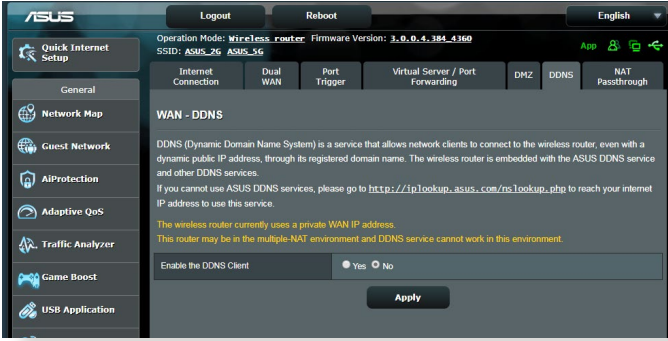 ASUS
Logout
Reboot
English
Operation Mode: Wireless router Firmware Version: 3.0.0.4.384_4360
SSID: ASUS_2G ASUS_5G
App
Quick Internet
Setup
General
Network Map
Guest Network
AiProtection
Adaptive QoS
Traffic Analyzer
Game Boost
USB Application
Internet
Connection
Dual
WAN
Port
Trigger
Virtual Server / Port
Forwarding
DMZ
DDNS
NAT
Passthrough
WAN - DDNS
DDNS (Dynamic Domain Name System) is a service that allows network clients to connect to the wireless router, even with a
dynamic public IP address, through its registered domain name. The wireless router is embedded with the ASUS DDNS service
and other DDNS services.
If you cannot use ASUS DDNS services, please go to http://iplookup.asus.com/nslookup.php to reach your internet
IP address to use this service.
The wireless router currently uses a private WAN IP
address.
This router may be in the multiple-NAT environment and DDNS service cannot work in this environment.
Enable the DDNS Client
Yes No
Apply